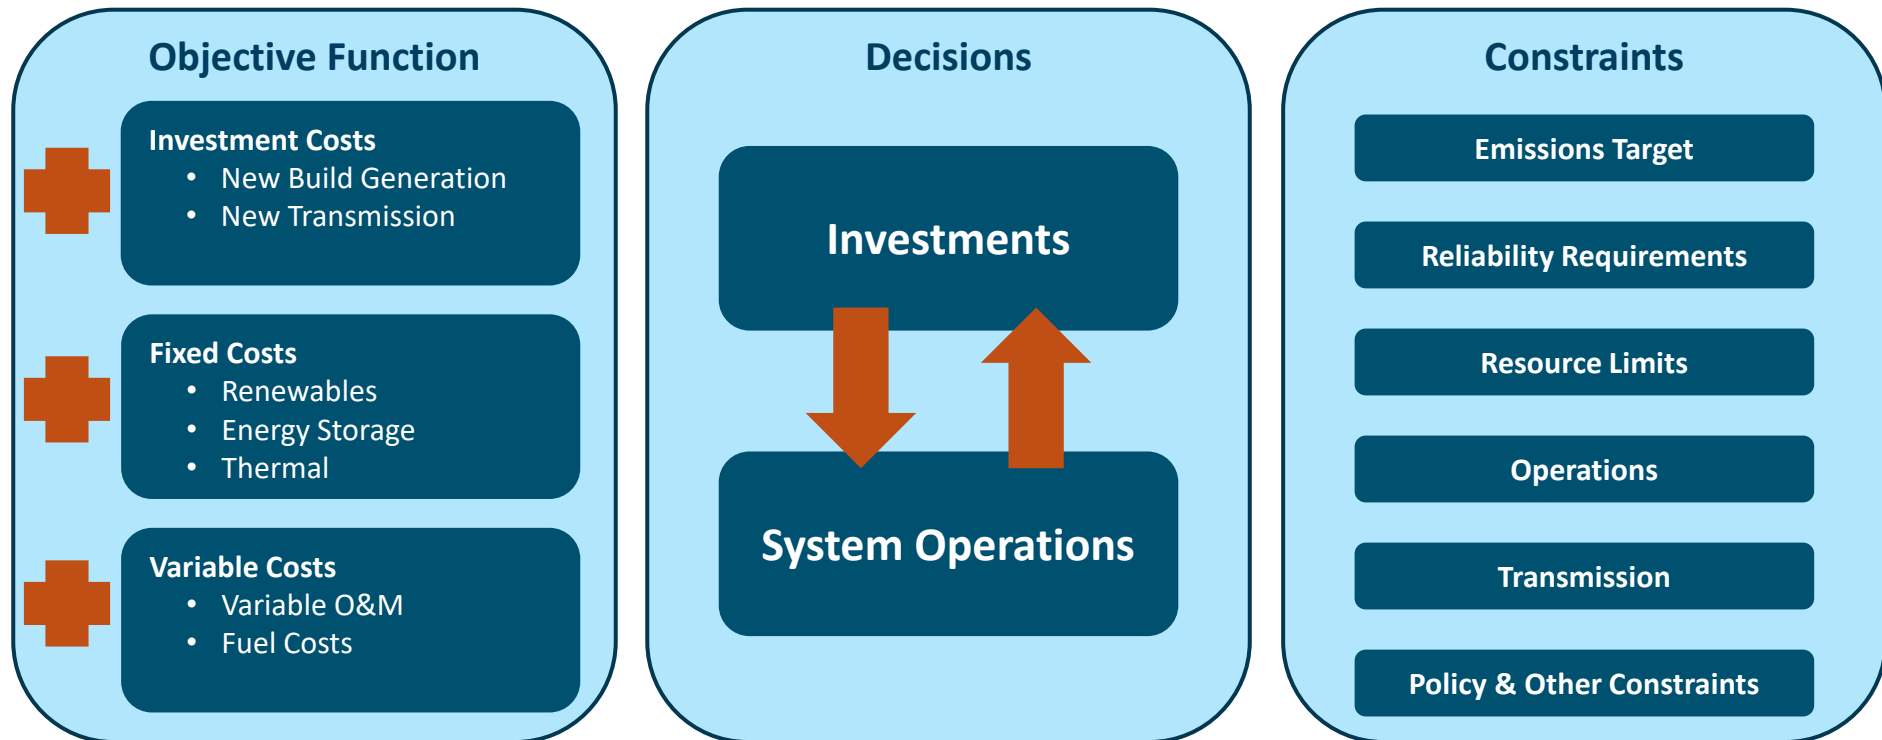 Objective Function
Investment Costs
• New Build Generation
• New Transmission
Fixed Costs
• Renewables
• Energy Storage
• Thermal
Variable Costs
• Variable O&M
• Fuel Costs
Decisions
Investments
System Operations
Constraints
Emissions Target
Reliability Requirements
Resource Limits
Operations
Transmission
Policy & Other Constraints